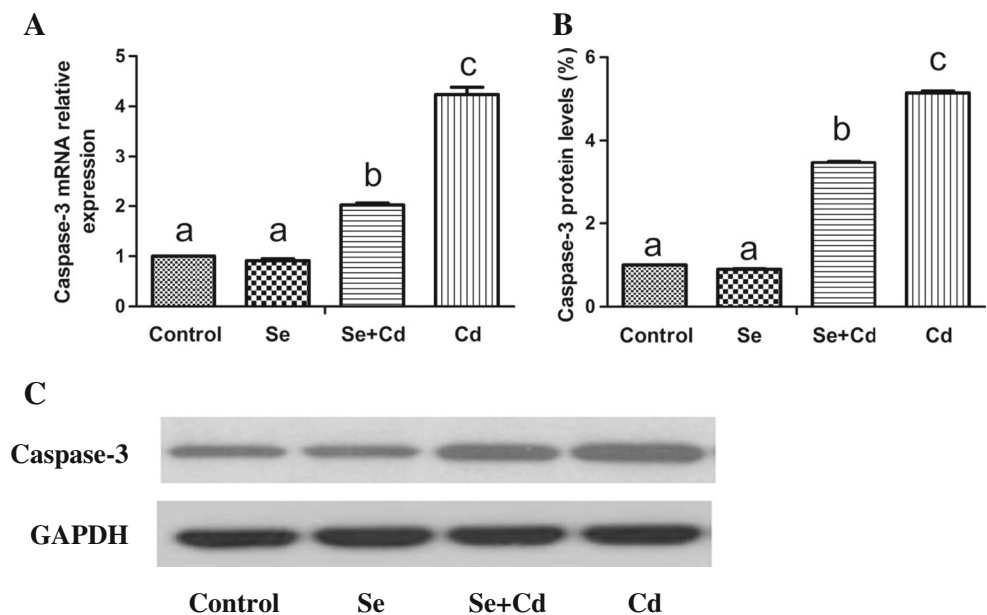 A
Caspase-3 mRNA relative
expression
5
4
3
2
1
0
a
a
b
c
Control Se Se+Cd Cd
B
Caspase-3 protein levels (%)
6
4
2
0
a
a
b
c
Control Se Se+Cd Cd
C
Caspase-3
GAPDH
Control Se Se+Cd Cd